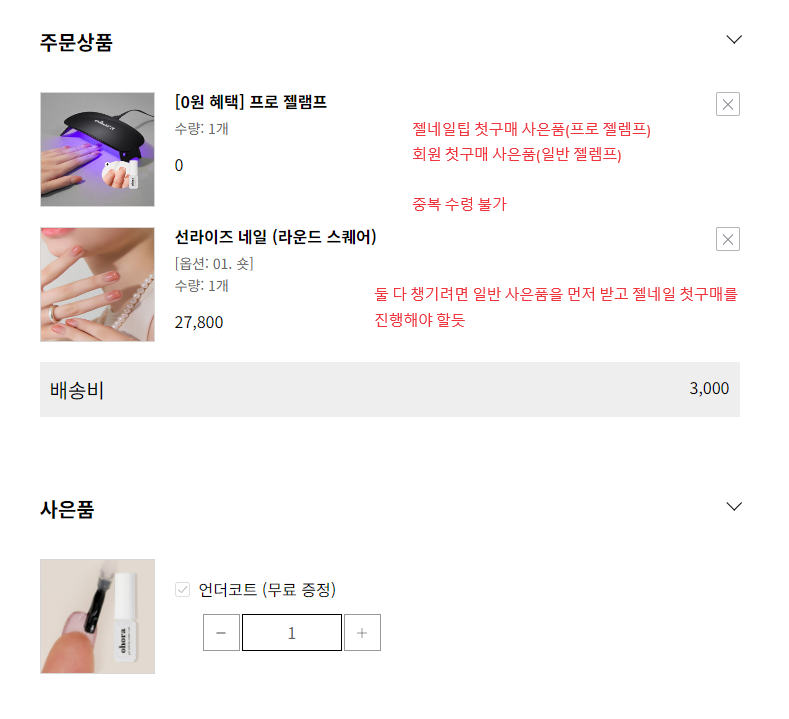 주문상품
[0원 혜택] 프로 젤램프
수량: 1개
0
젤네일팁 첫구매 사은품(프로 젤렘프)
회원 첫구매 사은품(일반 젤렘프)
중복 수령 불가
선라이즈 네일 (라운드 스퀘어)
[옵션: 01. 숏]
수량: 1개
27,800
둘 다 챙기려면 일반 사은품을 먼저 받고 젤네일 첫구매를
진행해야 할듯
배송비
3,000
사은품
ohora
언더코트 (무료 증정)
1